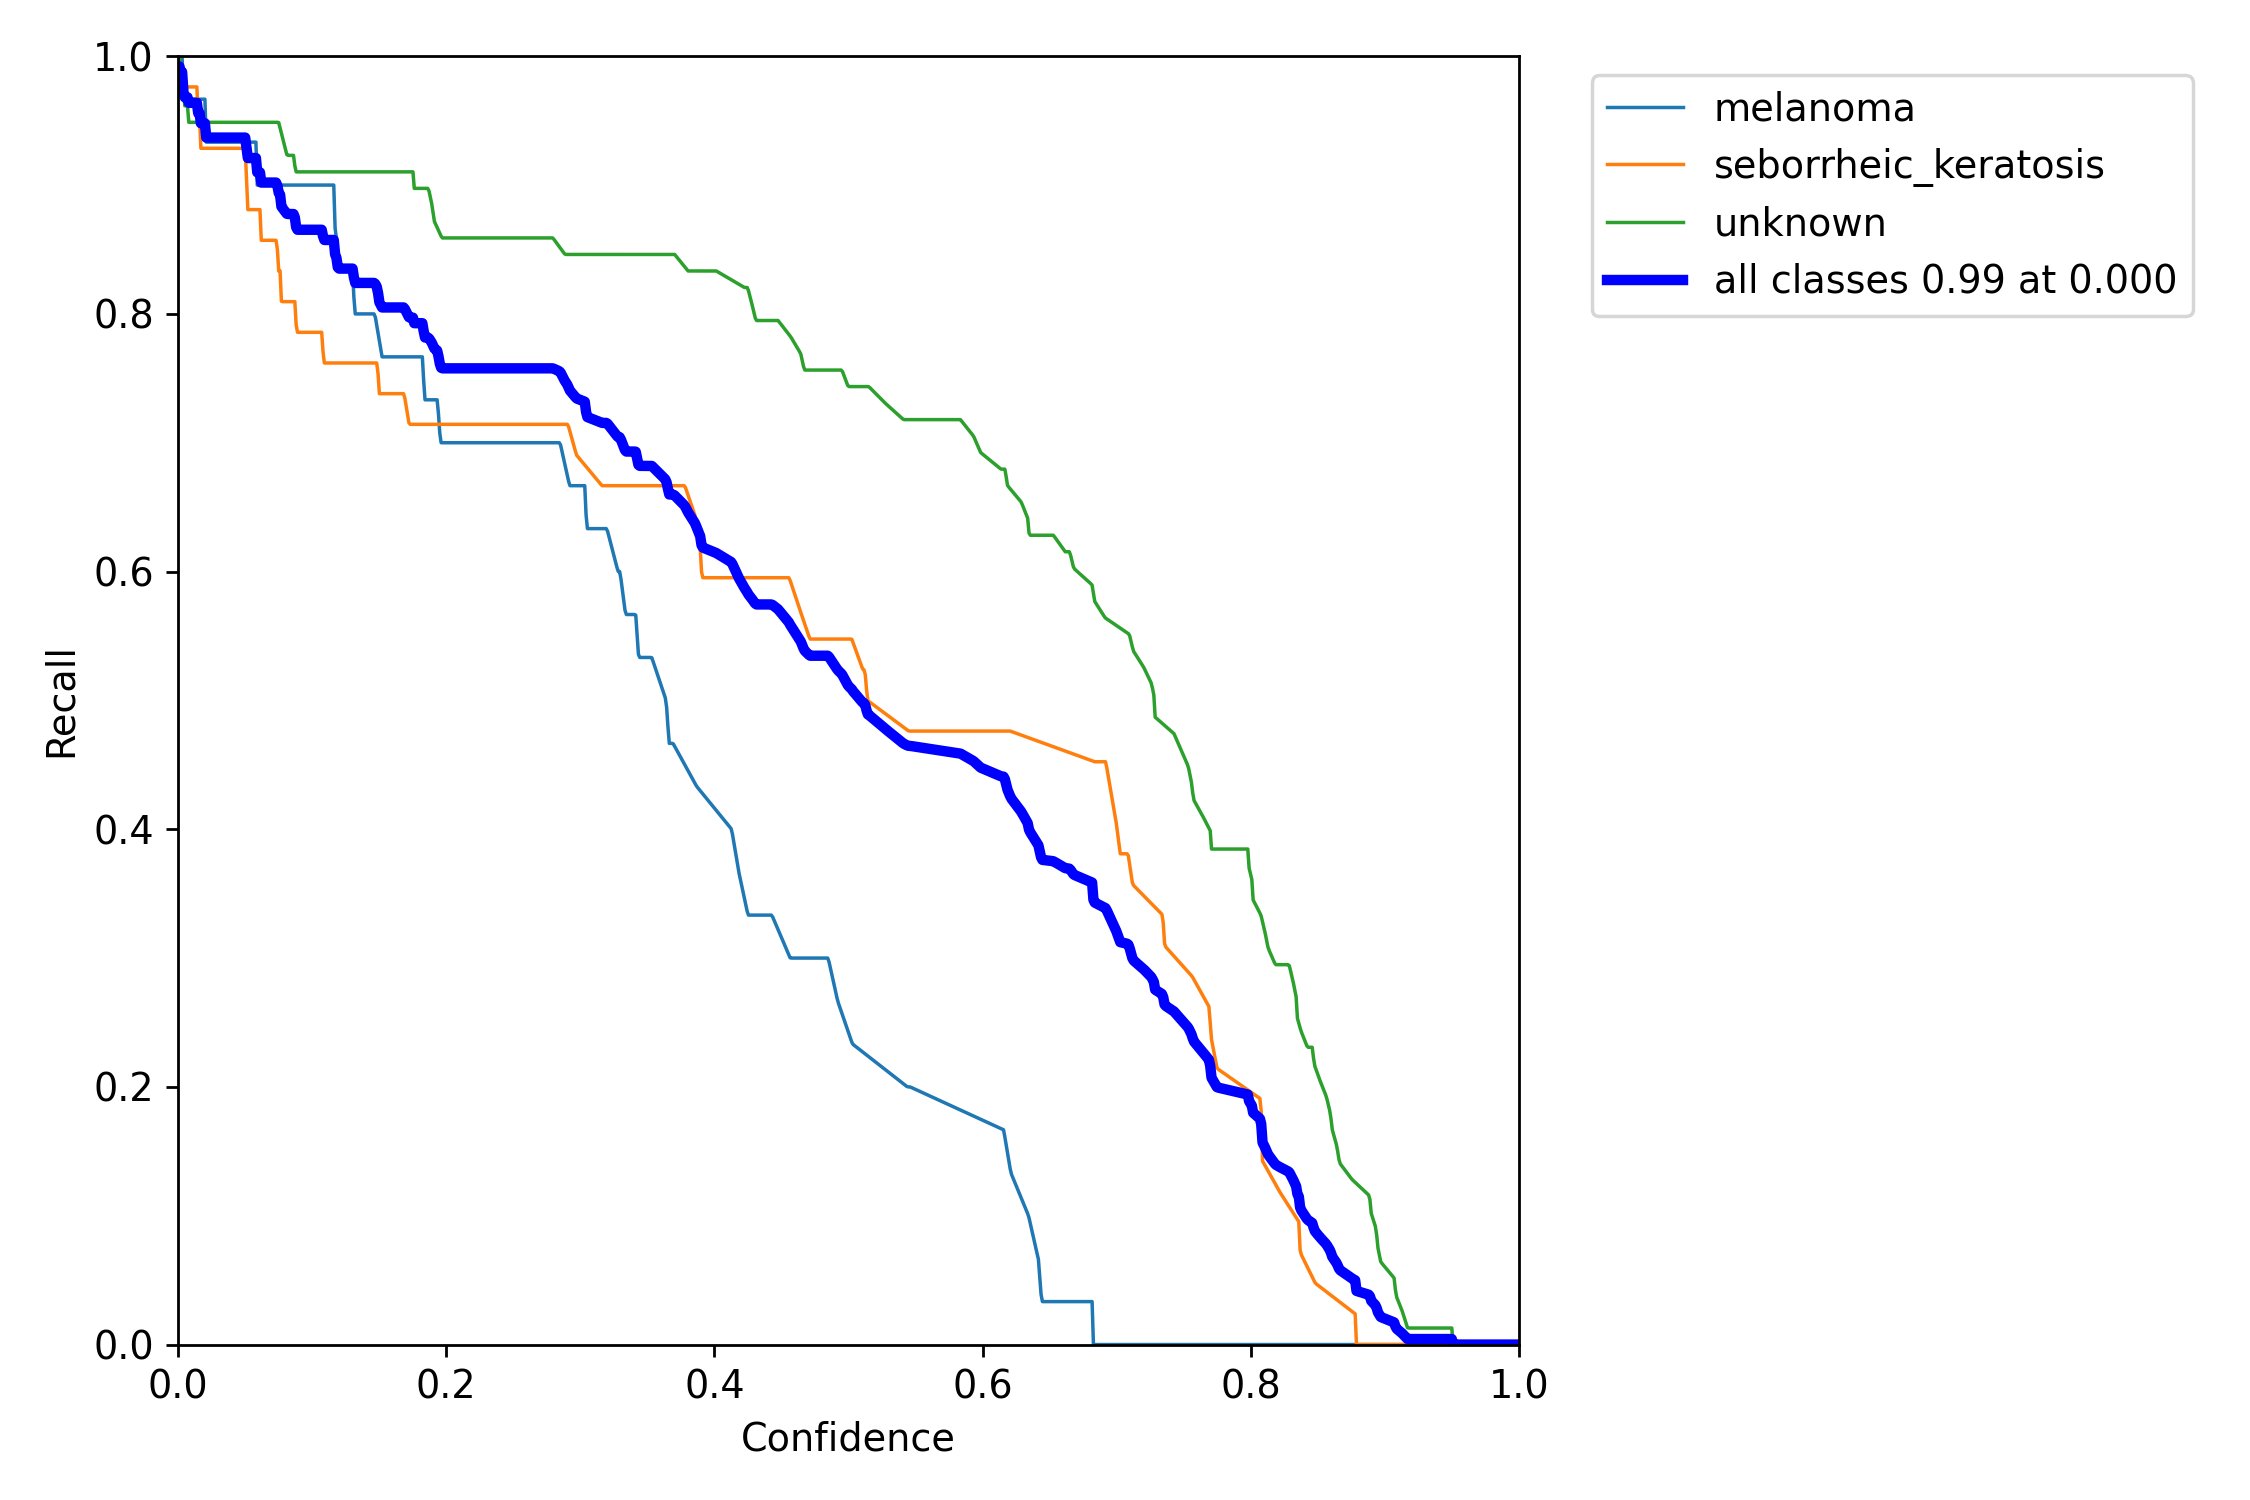 melanoma
seborrheic_keratosis
unknown
all classes 0.99 at 0.000
1.0
0.8
0.6
0.4
0.2
0.0
Recall
0.0 0.2 0.4 0.6 0.8 1.0
Confidence